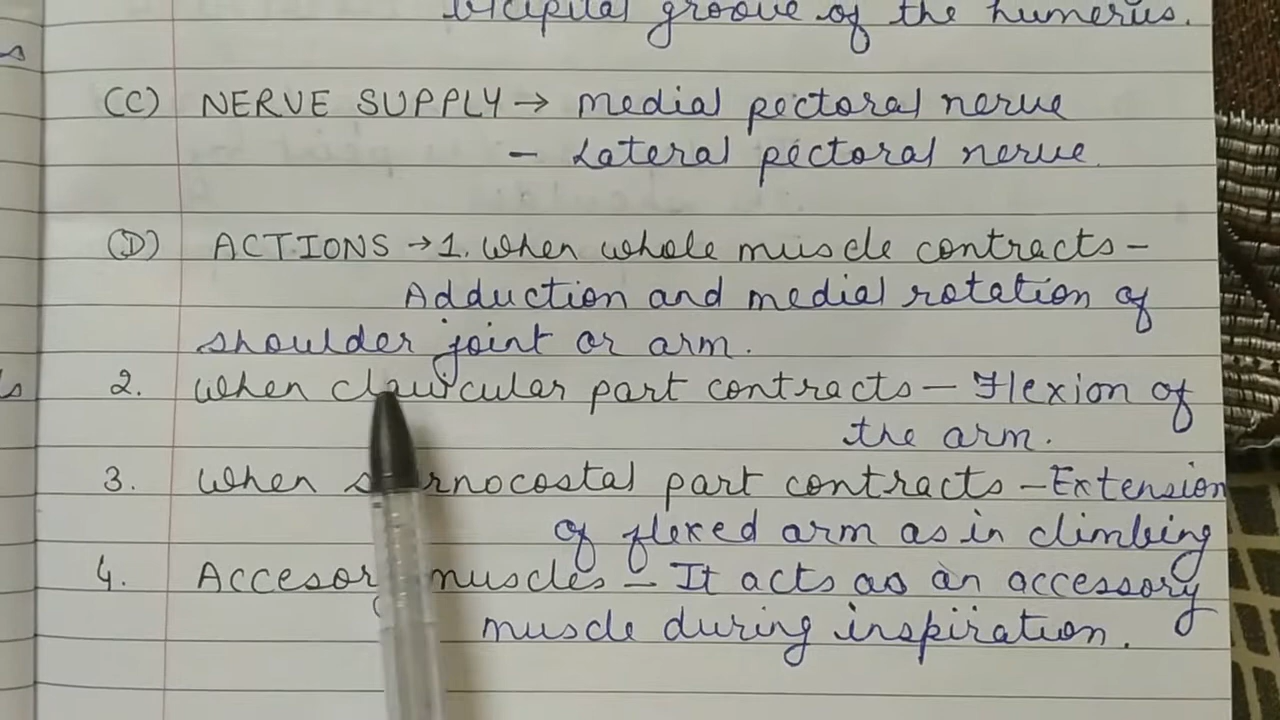 bicipital groove of the humerus.
(C) NERVE SUPPLY → medial pectoral nerve
- Lateral pectoral nerve.
(D) ACTIONS → 1. When whole muscle contracts -
Adduction and medial rotation of
shoulder joint or arm.
2. When clavicular part contracts - Flexion of
the arm.
3. When sternocostal part contracts - Extension
of flexed arm as in climbing
4. Accesory muscles - It acts as an accessory
muscle during inspiration.